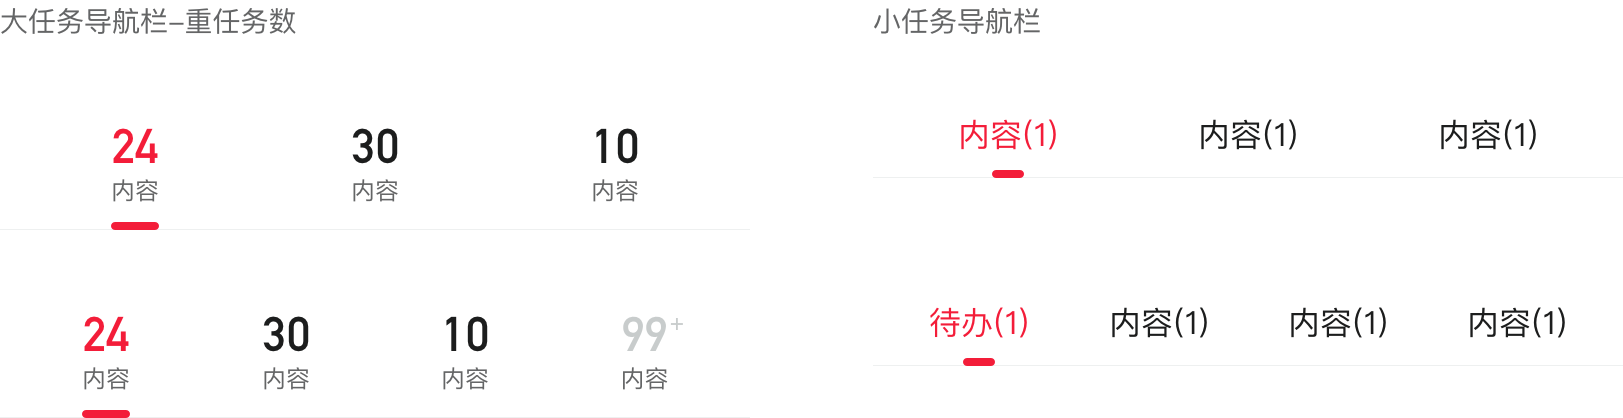 大任务导航栏–重任务数
24 30 10
内容 内容 内容
24 30 10 99+
内容 内容 内容 内容
小任务导航栏
内容(1) 内容(1) 内容(1)
待办(1) 内容(1) 内容(1) 内容(1)